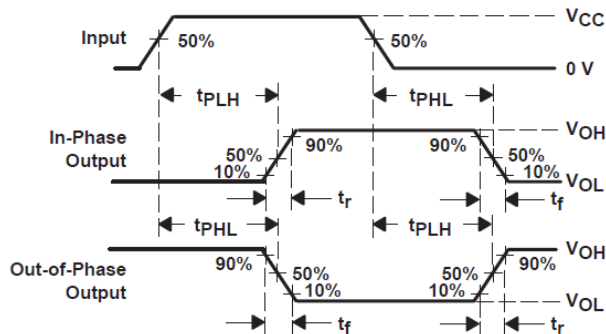 Input
50%
50%
VCC
0 V
tPLH
tPHL
In-Phase
Output
90%
50%
10%
90%
50%
10%
VOH
VOL
tr
tf
tPHL
tPLH
Out-of-Phase
Output
90%
50%
10%
90%
50%
10%
VOH
VOL
tf
tr